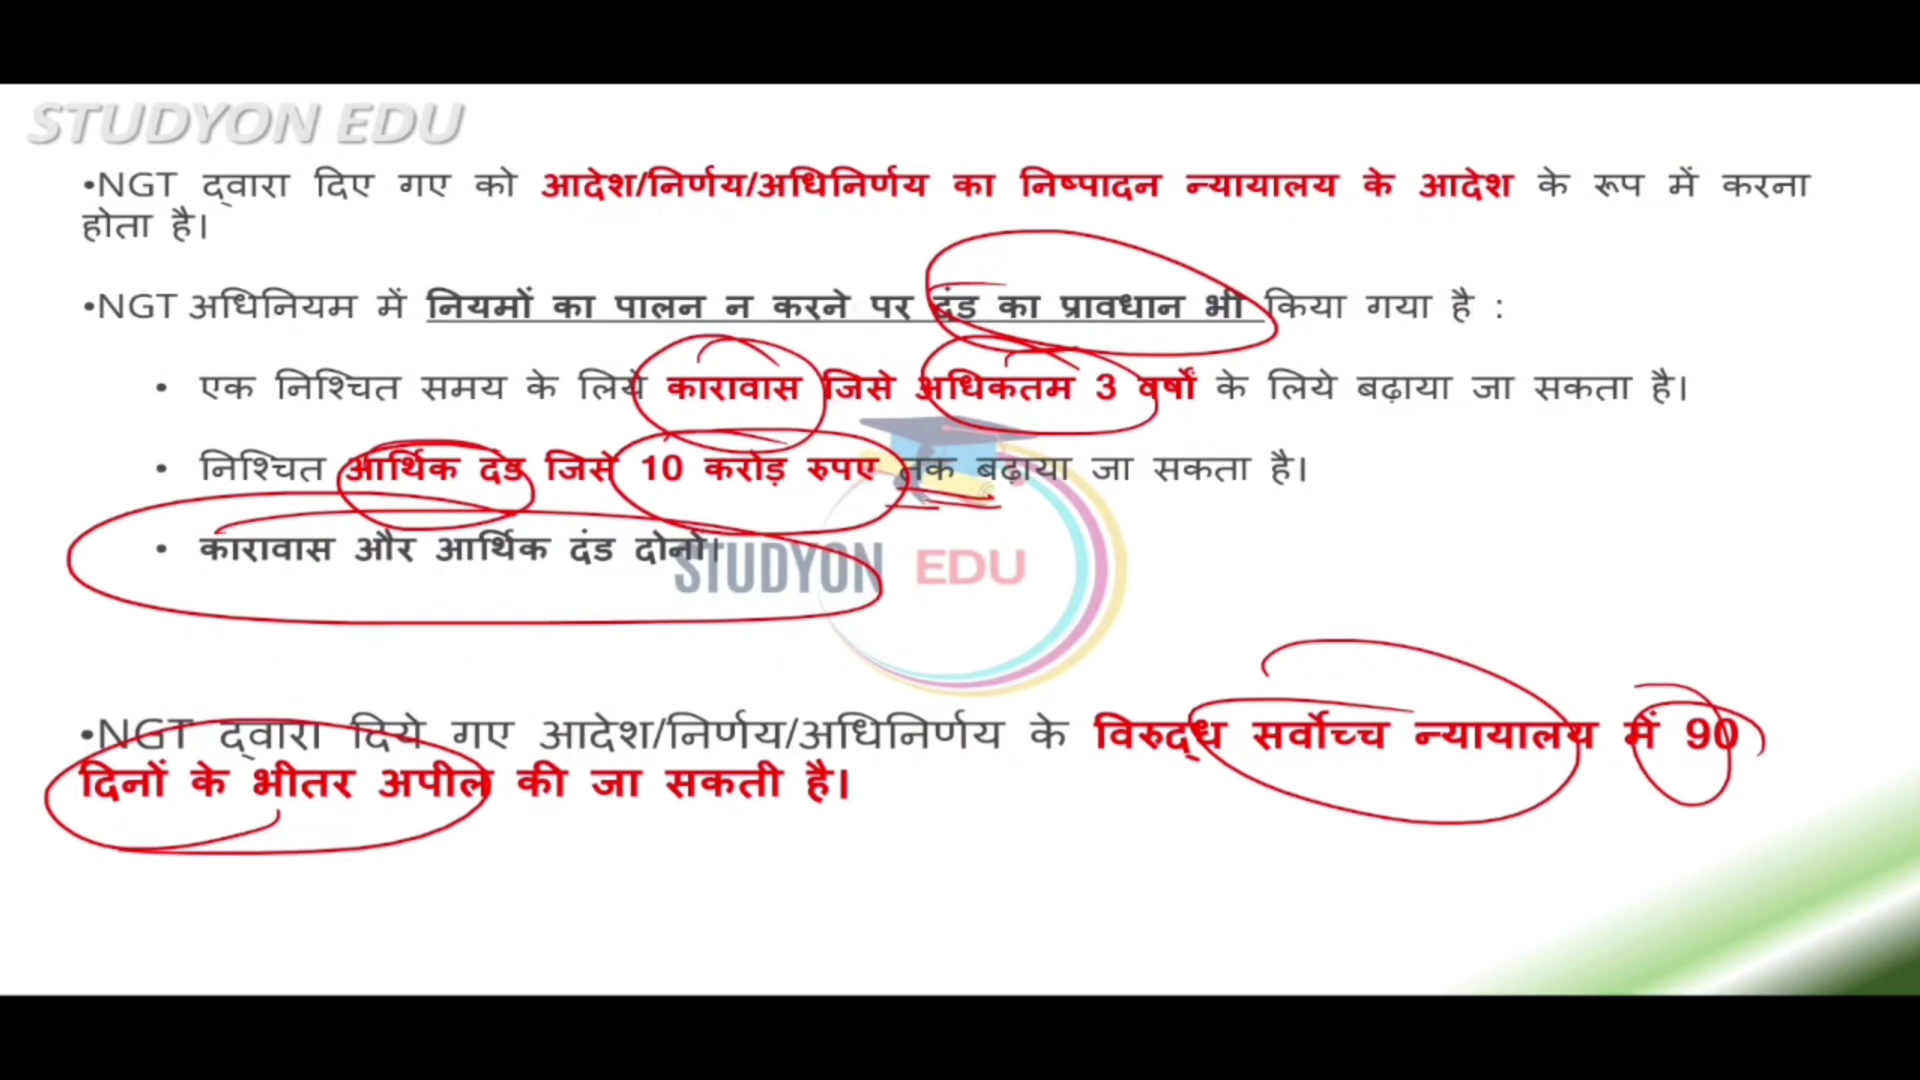 STUDYON EDU
•NGT द्वारा दिए गए को आदेश/निर्णय/अधिनिर्णय का निष्पादन न्यायालय के आदेश के रूप में करना
होता है।
•NGT अधिनियम में नियमों का पालन न करने पर दंड का प्रावधान भी किया गया है :
• एक निश्चित समय के लिये कारावास जिसे अधिकतम 3 वर्षों के लिये बढ़ाया जा सकता है।
• निश्चित आर्थिक दंड जिसे 10 करोड़ रुपए तक बढ़ाया जा सकता है।
• कारावास और आर्थिक दंड दोनों।
STUDYON EDU
•NGT द्वारा दिये गए आदेश/निर्णय/अधिनिर्णय के विरुद्ध सर्वोच्च न्यायालय में 90
दिनों के भीतर अपील की जा सकती है।